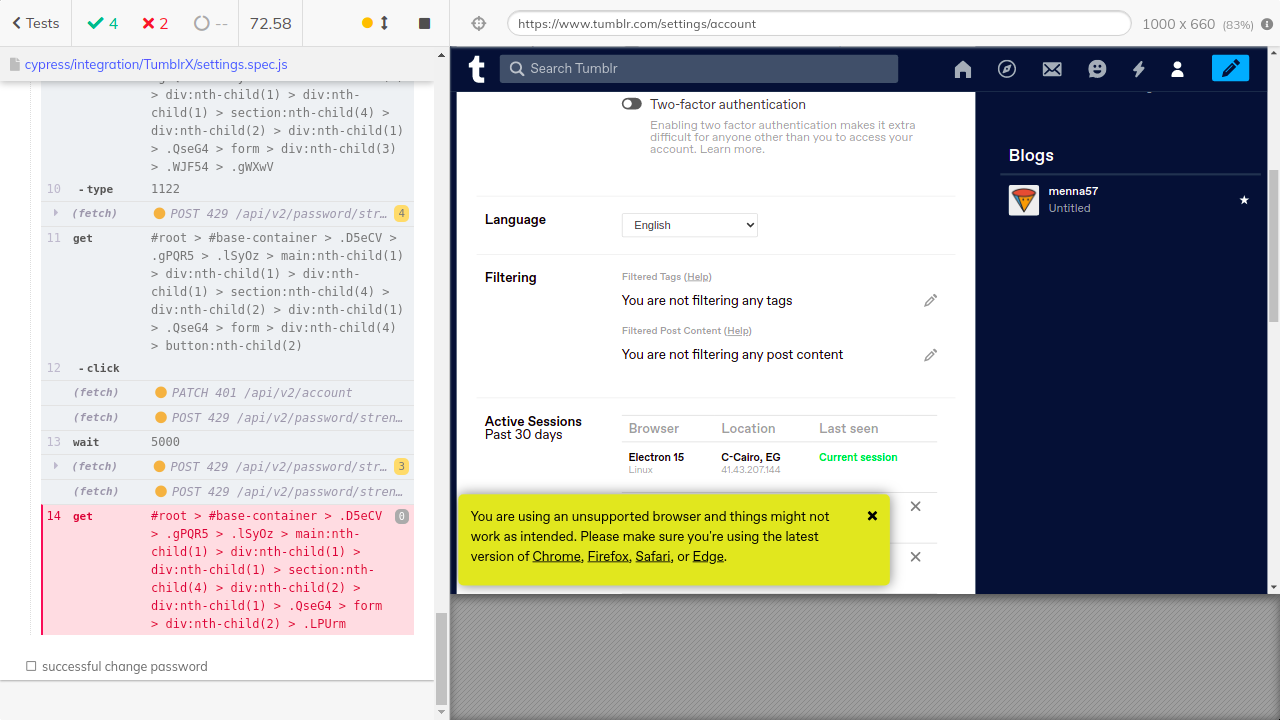 Tests
4
2
--
72.58
https://www.tumblr.com/settings/account
1000 x 660 (83%)
cypress/integration/TumblrX/settings.spec.js
> div:nth-child(1) > div:nth-
child(1) > section:nth-child(4) >
div:nth-child(2) > div:nth-child(1)
> .QseG4 > form > div:nth-child(3)
> .WJF54 > .gWXwV
10 - type 1122
(fetch) POST 429 /api/v2/password/str… 4
11 get #root > #base-container > .D5eCV >
.gPQR5 > .lSyOz > main:nth-child(1)
> div:nth-child(1) > div:nth-
child(1) > section:nth-child(4) >
div:nth-child(2) > div:nth-child(1)
> .QseG4 > form > div:nth-child(4)
> button:nth-child(2)
12 - click
(fetch) PATCH 401 /api/v2/account
(fetch) POST 429 /api/v2/password/stren…
13 wait 5000
(fetch) POST 429 /api/v2/password/str… 3
(fetch) POST 429 /api/v2/password/stren…
14 get #root > #base-container > .D5eCV 0
> .gPQR5 > .lSyOz > main:nth-
child(1) > div:nth-child(1) >
div:nth-child(1) > section:nth-
child(4) > div:nth-child(2) >
div:nth-child(1) > .QseG4 > form
> div:nth-child(2) > .LPUrm
successful change password
t
Search Tumblr
Two-factor authentication
Enabling two factor authentication makes it extra
difficult for anyone other than you to access your
account. Learn more.
Language
English
Filtering
Filtered Tags (Help)
You are not filtering any tags
Filtered Post Content (Help)
You are not filtering any post content
Active Sessions
Past 30 days
Browser Location Last seen
Electron 15 C-Cairo, EG Current session
Linux 41.43.207.144
You are using an unsupported browser and things might not
work as intended. Please make sure you're using the latest
version of Chrome, Firefox, Safari, or Edge.
Blogs
menna57
Untitled